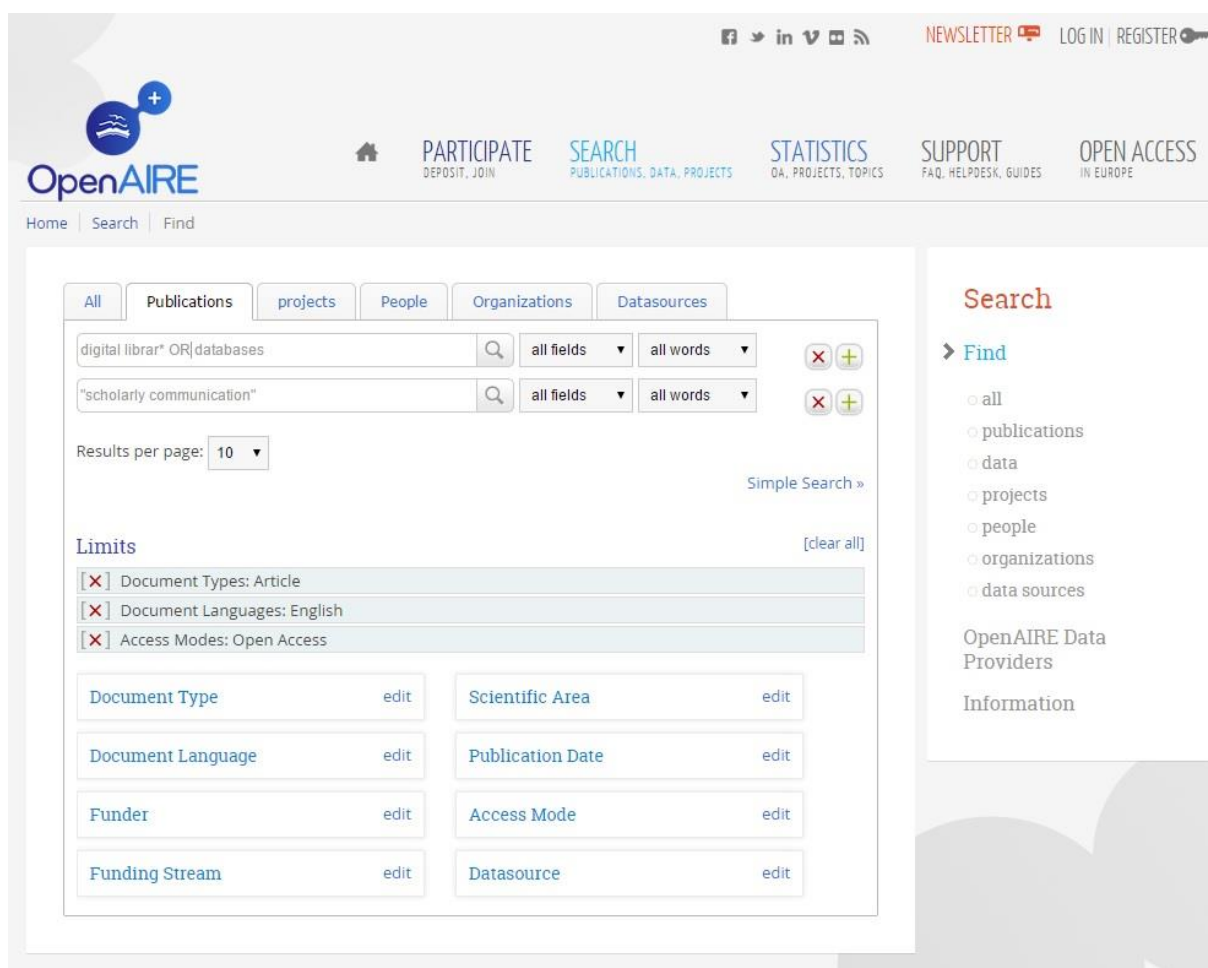 NEWSLETTER LOG IN | REGISTER
OpenAIRE
PARTICIPATE SEARCH STATISTICS SUPPORT OPEN ACCESS
DEPOSIT, JOIN PUBLICATIONS, DATA, PROJECTS OA, PROJECTS, TOPICS FAQ, HELPDESK, GUIDES IN EUROPE
Home Search Find
All Publications projects People Organizations Datasources
digital librar* OR databases all fields all words
"scholarly communication" all fields all words
Results per page: 10
Simple Search »
Limits [clear all]
[X] Document Types: Article
[X] Document Languages: English
[X] Access Modes: Open Access
Document Type edit Scientific Area edit
Document Language edit Publication Date edit
Funder edit Access Mode edit
Funding Stream edit Datasource edit
Search
Find
all
publications
data
projects
people
organizations
data sources
OpenAIRE Data
Providers
Information